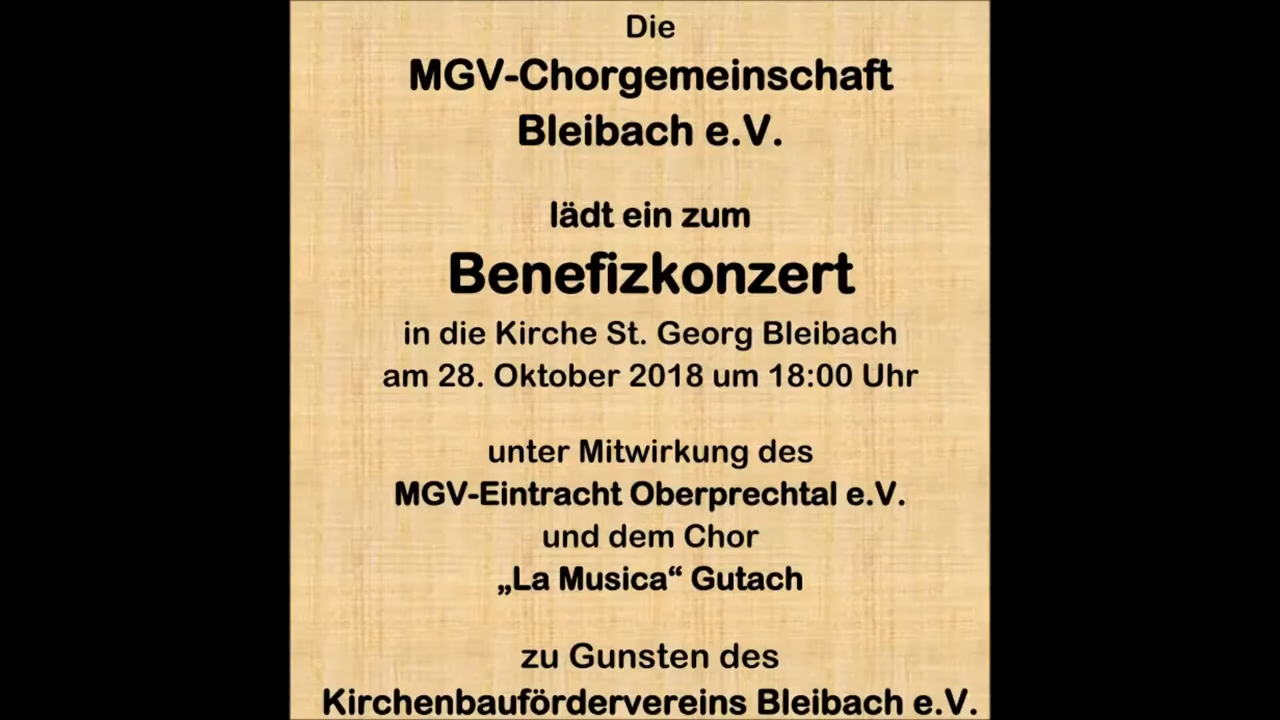 Die
MGV-Chorgemeinschaft
Bleibach e.V.
lädt ein zum
Benefizkonzert
in die Kirche St. Georg Bleibach
am 28. Oktober 2018 um 18:00 Uhr
unter Mitwirkung des
MGV-Eintracht Oberprechtal e.V.
und dem Chor
„La Musica“ Gutach
zu Gunsten des
Kirchenbaufördervereins Bleibach e.V.